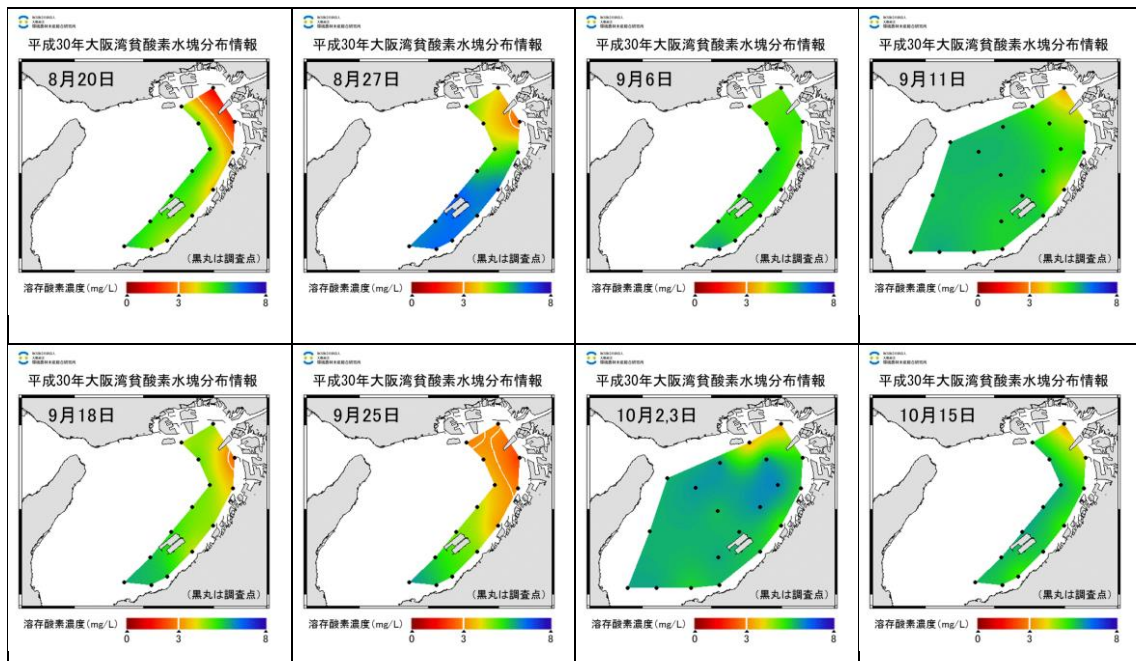 平成30年大阪湾貧酸素水塊分布情報
8月20日
(黒丸は調査点)
溶存酸素濃度(mg/L)
0 3 8
平成30年大阪湾貧酸素水塊分布情報
8月27日
(黒丸は調査点)
溶存酸素濃度(mg/L)
0 3 8
平成30年大阪湾貧酸素水塊分布情報
9月6日
(黒丸は調査点)
溶存酸素濃度(mg/L)
0 3 8
平成30年大阪湾貧酸素水塊分布情報
9月11日
(黒丸は調査点)
溶存酸素濃度(mg/L)
0 3 8
平成30年大阪湾貧酸素水塊分布情報
9月18日
(黒丸は調査点)
溶存酸素濃度(mg/L)
0 3 8
平成30年大阪湾貧酸素水塊分布情報
9月25日
(黒丸は調査点)
溶存酸素濃度(mg/L)
0 3 8
平成30年大阪湾貧酸素水塊分布情報
10月2,3日
(黒丸は調査点)
溶存酸素濃度(mg/L)
0 3 8
平成30年大阪湾貧酸素水塊分布情報
10月15日
(黒丸は調査点)
溶存酸素濃度(mg/L)
0 3 8